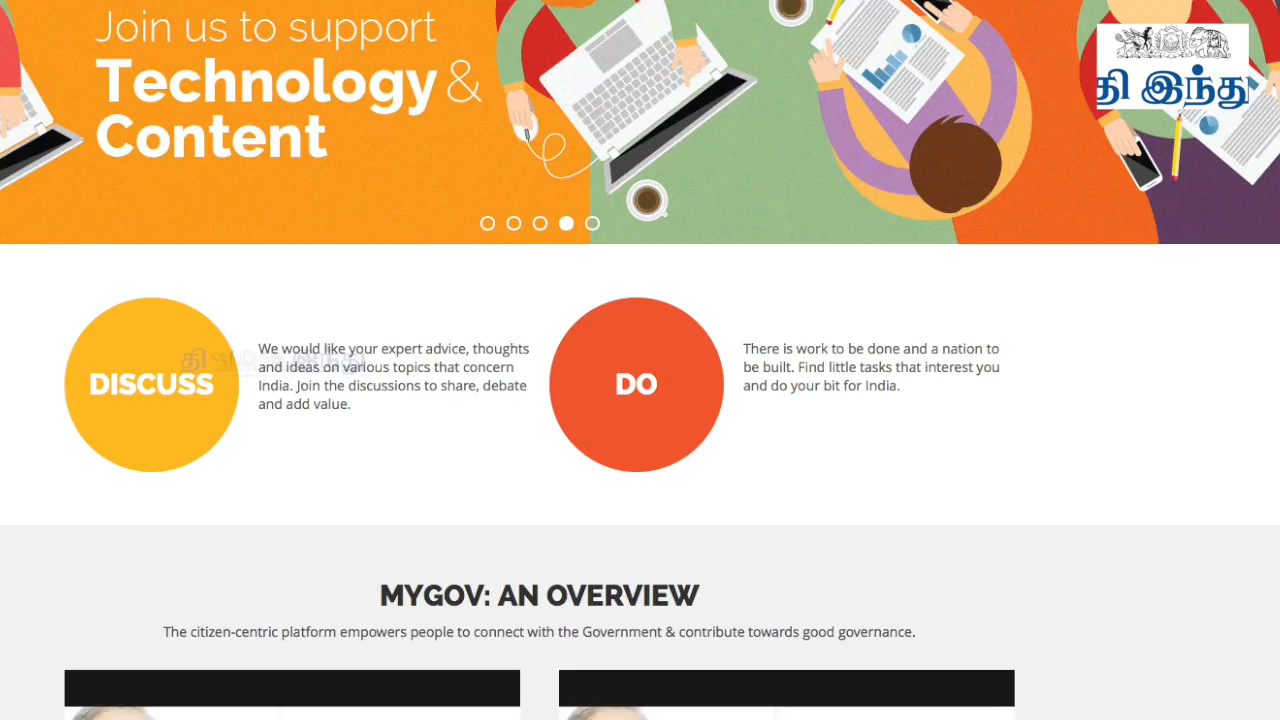 Join us to support
Technology &
Content
தி இந்து
DISCUSS
We would like your expert advice, thoughts
and ideas on various topics that concern
India. Join the discussions to share, debate
and add value.
DO
There is work to be done and a nation to
be built. Find little tasks that interest you
and do your bit for India.
MYGOV: AN OVERVIEW
The citizen-centric platform empowers people to connect with the Government & contribute towards good governance.